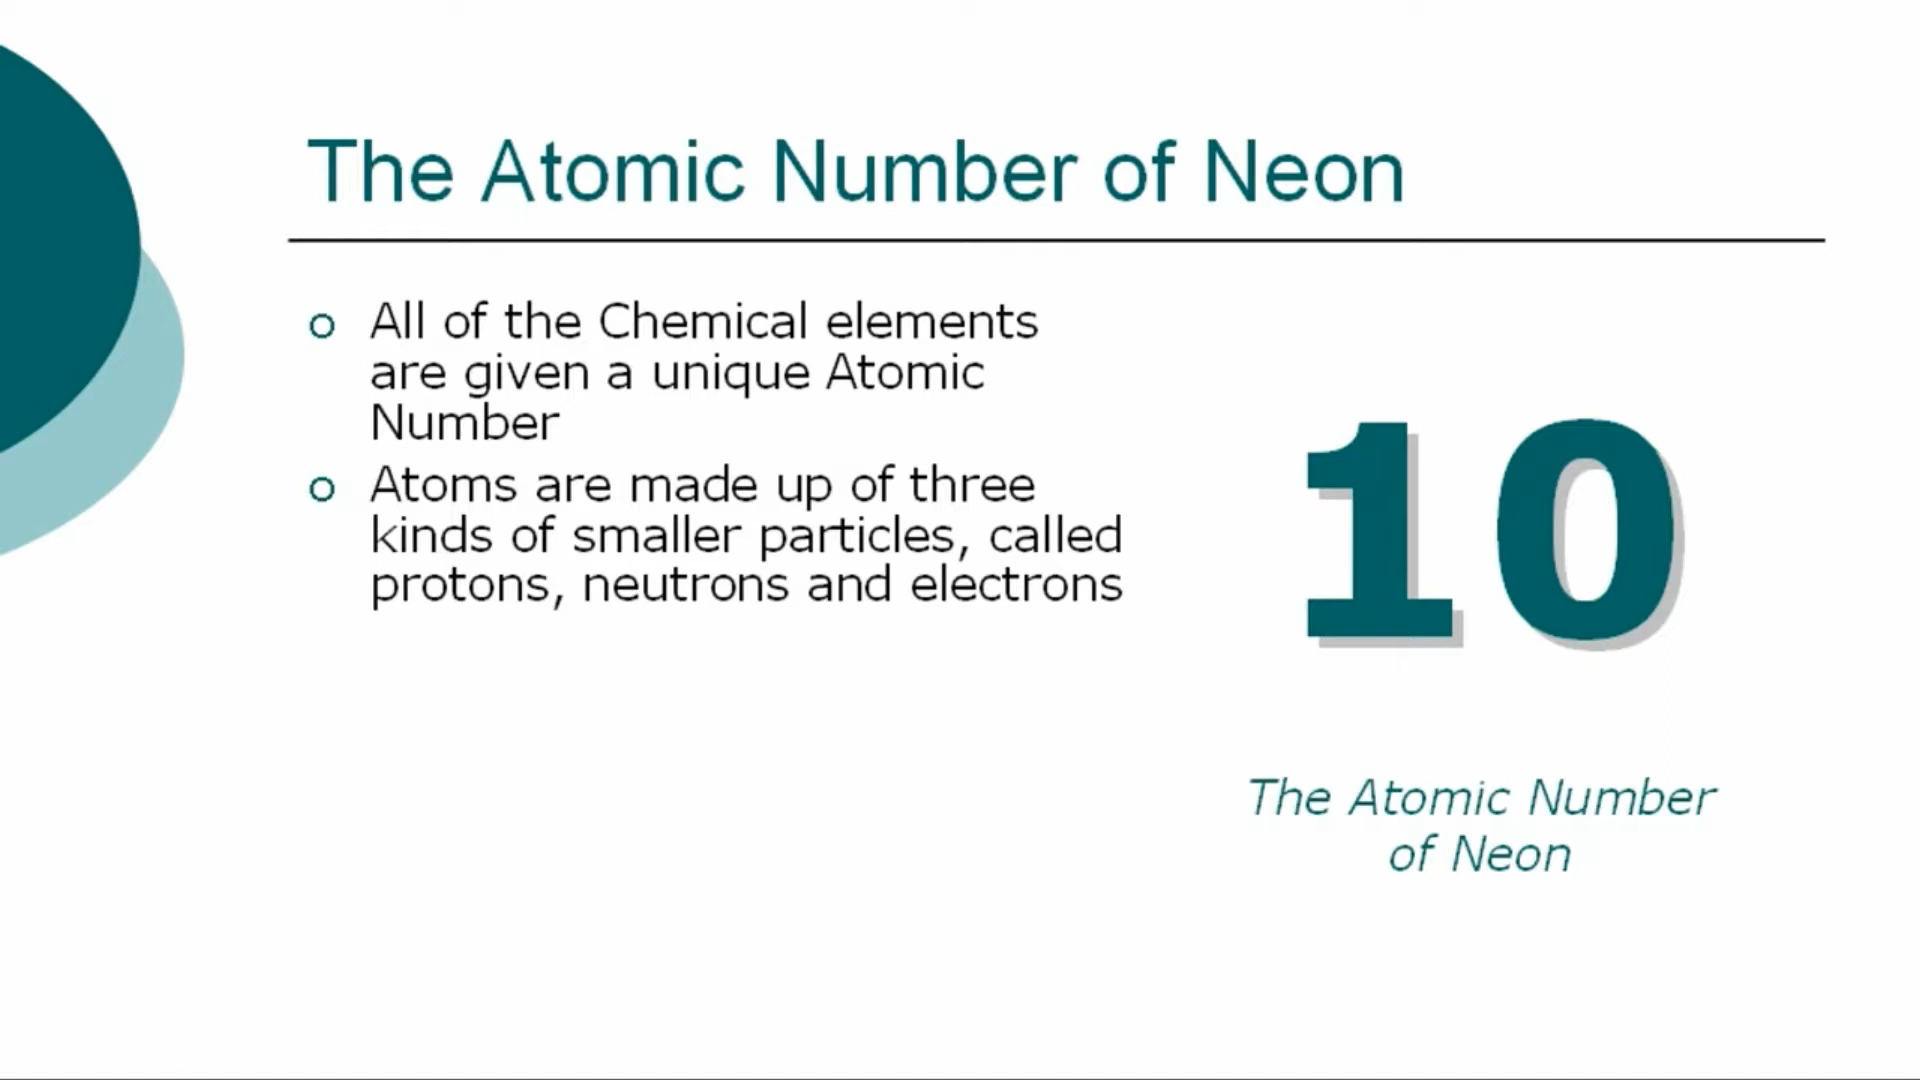 The Atomic Number of Neon
All of the Chemical elements
are given a unique Atomic
Number
Atoms are made up of three
kinds of smaller particles, called
protons, neutrons and electrons
10
The Atomic Number
of Neon